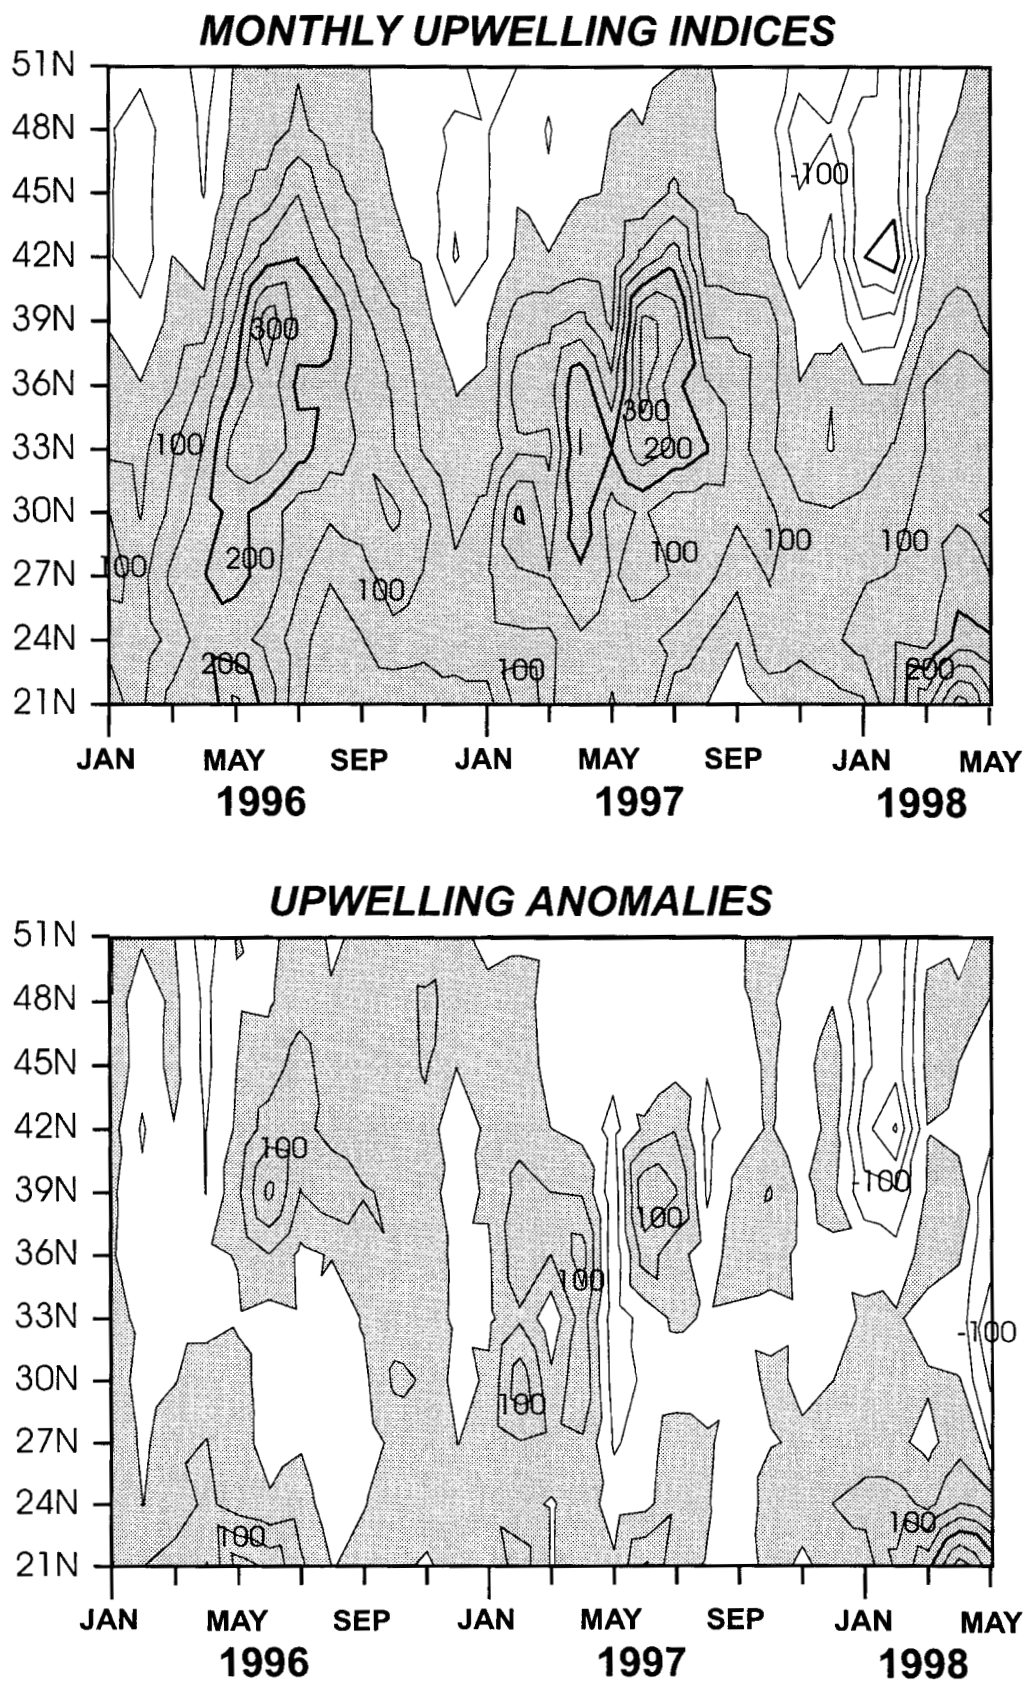 MONTHLY UPWELLING INDICES
51N
48N
-100
45N
42N
39N
300
36N
300
100
33N
200
30N
100
100
100
200
100
27N
100
24N
200
100
200
21N
JAN MAY SEP JAN MAY SEP JAN MAY
1996 1997 1998
UPWELLING ANOMALIES
51N
48N
45N
42N
100
39N
-100
100
36N
100
33N
-100
30N
100
27N
24N
100
100
21N
JAN MAY SEP JAN MAY SEP JAN MAY
1996 1997 1998